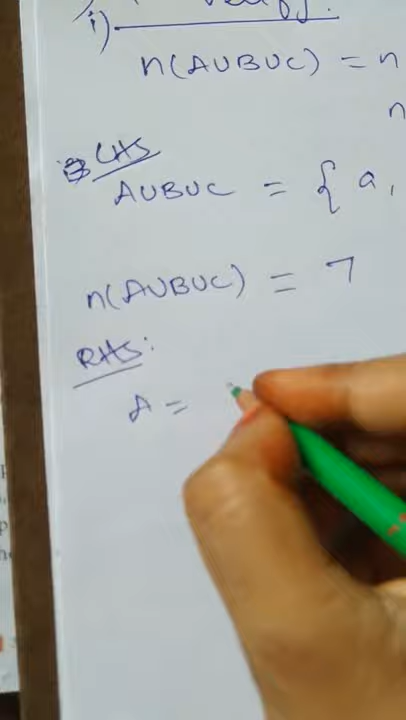 i)
n(AUBUC) = n
n
LHS
AUBUC = { a,
n(AUBUC) = 7
RHS:
A =